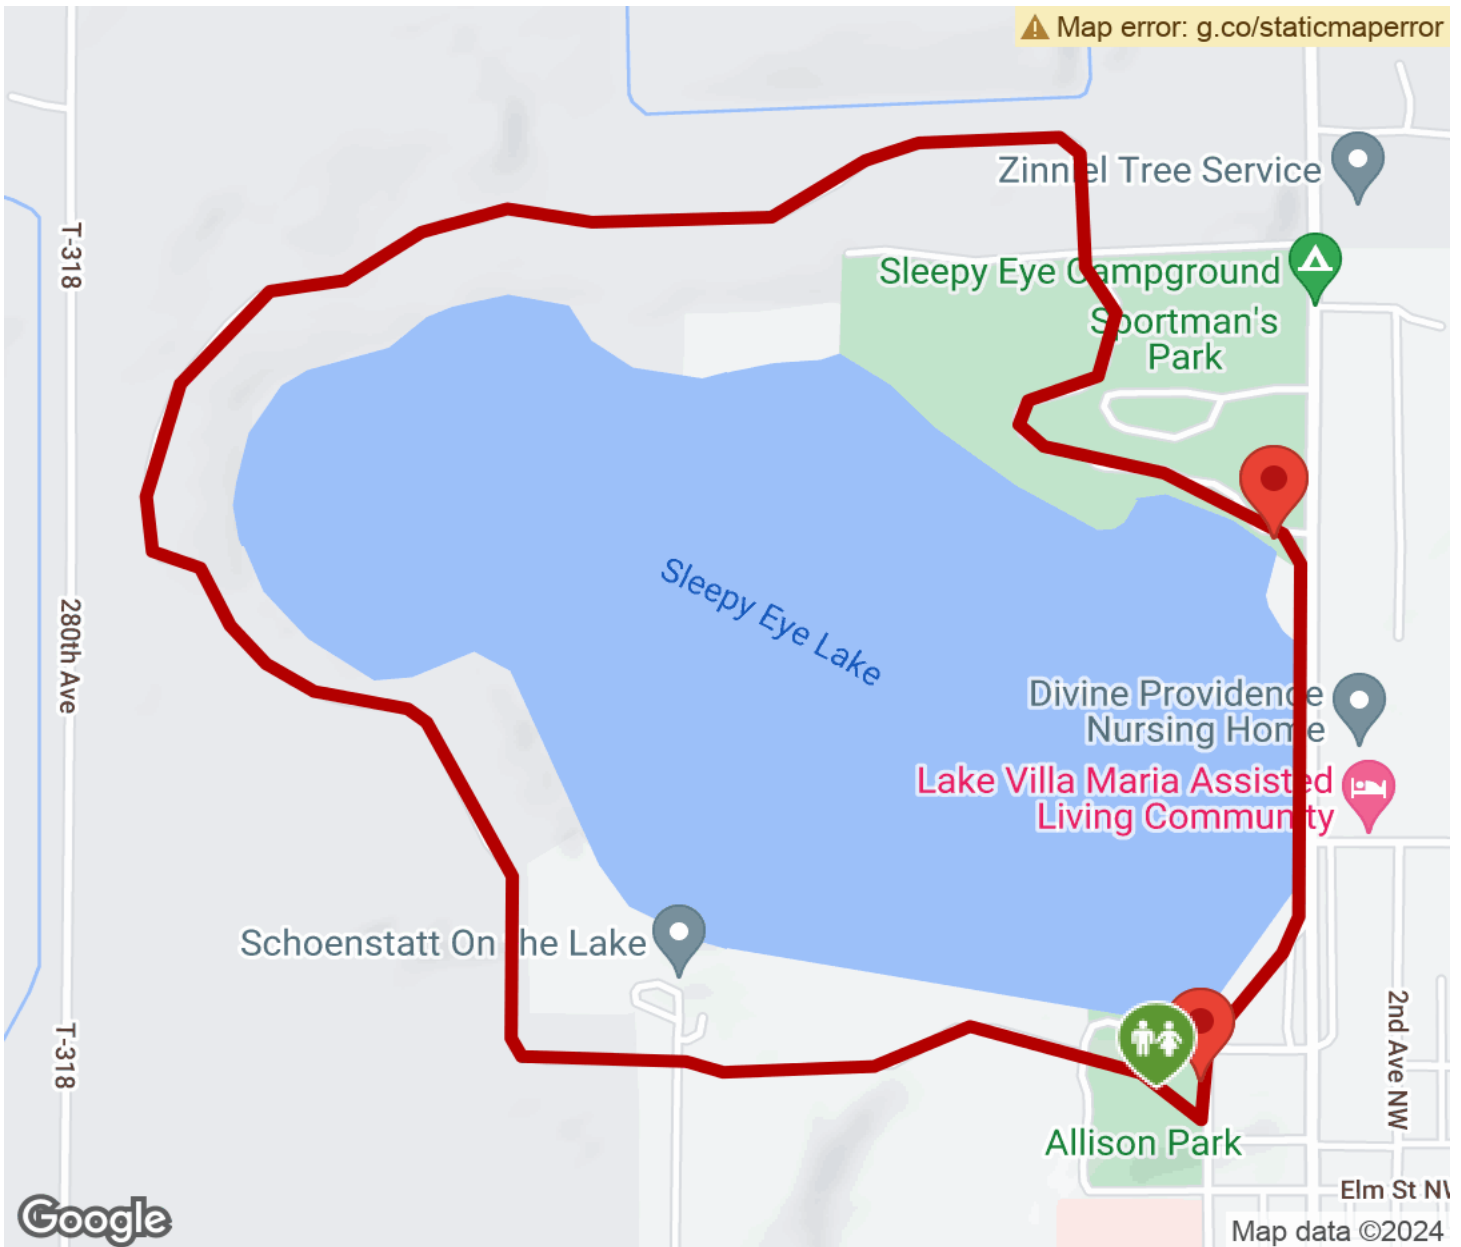 Map error: g.co/staticmaperror
Zinniel Tree Service
T-318
Sleepy Eye Campground
Sportman's
Park
Sleepy Eye Lake
280th Ave
Divine Providence
Nursing Home
Lake Villa Maria Assisted
Living Community
Schoenstatt On the Lake
2nd Ave NW
T-318
Allison Park
Elm St NW
Google
Map data ©2024